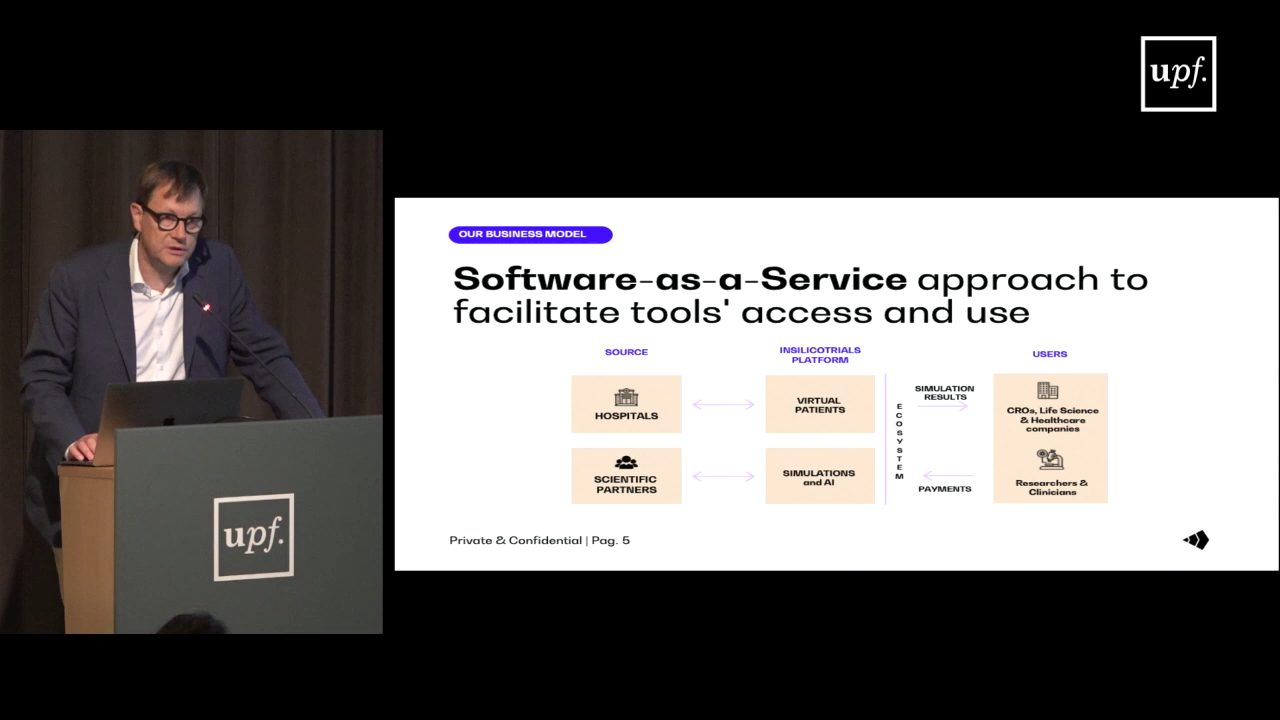 upf.
upf.
OUR BUSINESS MODEL
Software-as-a-Service approach to
facilitate tools' access and use
SOURCE
HOSPITALS
SCIENTIFIC
PARTNERS
INSILICOTRIALS
PLATFORM
VIRTUAL
PATIENTS
SIMULATIONS
and AI
ECOSYSTEM
SIMULATION
RESULTS
PAYMENTS
USERS
CROs, Life Science
& Healthcare
companies
Researchers &
Clinicians
Private & Confidential | Pag. 5